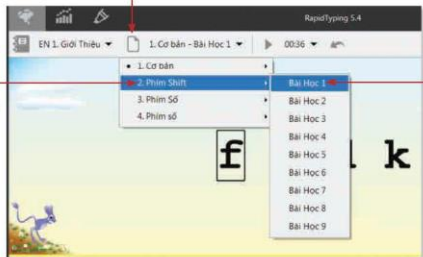 RapidTyping 5.4
EN 1. Giới Thiệu ▼ 1. Cơ bản - Bài Học 1 ▼ 00:36 ▼
• 1. Cơ bản
2. Phím Shift
3. Phím Số
4. Phím số
Bài Học 1
Bài Học 2
Bài Học 3
Bài Học 4
Bài Học 5
Bài Học 6
Bài Học 7
Bài Học 8
Bài Học 9
f l k